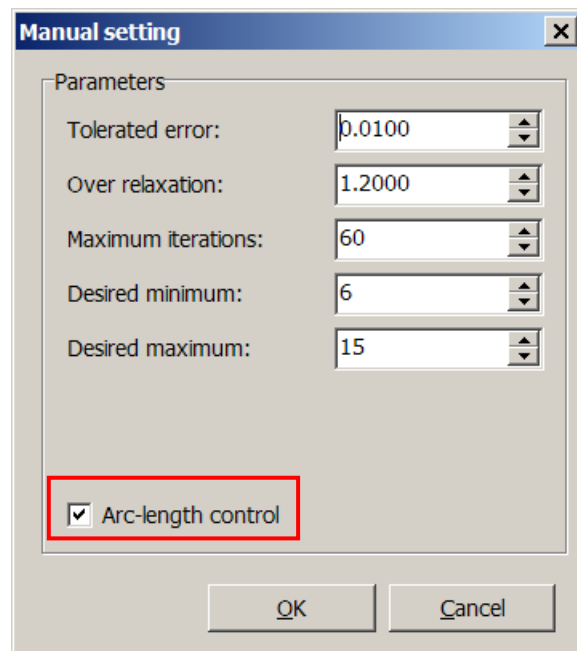 Manual setting
Parameters
Tolerated error: 0.0100
Over relaxation: 1.2000
Maximum iterations: 60
Desired minimum: 6
Desired maximum: 15
Arc-length control
OK Cancel